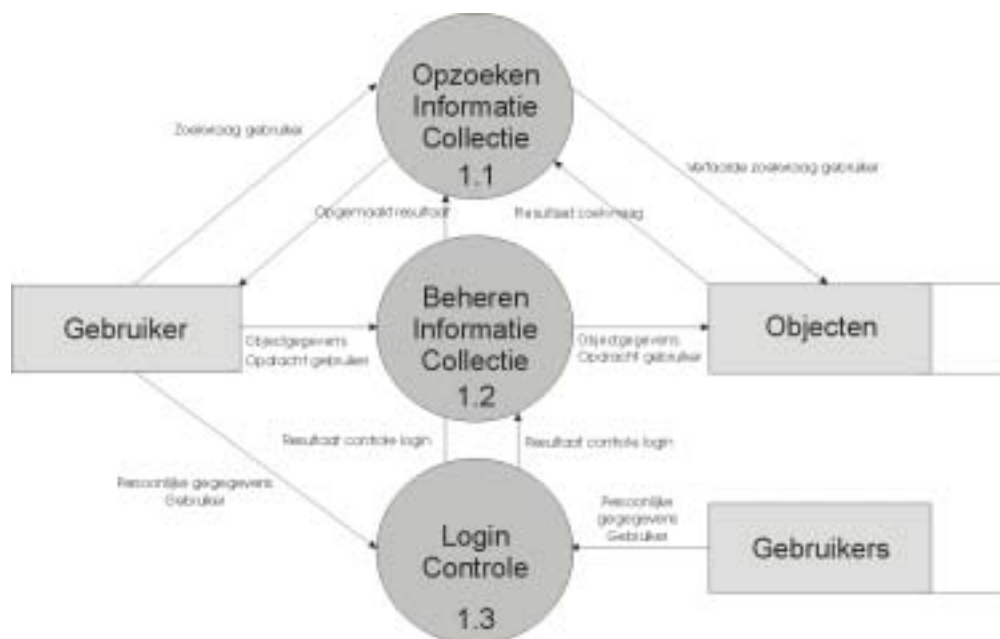 Opzoeken
Informatie
Collectie
1.1
Zoekvraag gebruiker
Vertaalde zoekvraag gebruiker
Opgemaakt resultaat
Resultaat zoekvraag
Gebruiker
Objectgegevens
Opdracht gebruiker
Beheren
Informatie
Collectie
1.2
Objectgegevens
Opdracht gebruiker
Objecten
Resultaat controle login
Resultaat controle login
Persoonlijke gegegevens
Gebruiker
Login
Controle
1.3
Persoonlijke
gegegevens
Gebruiker
Gebruikers